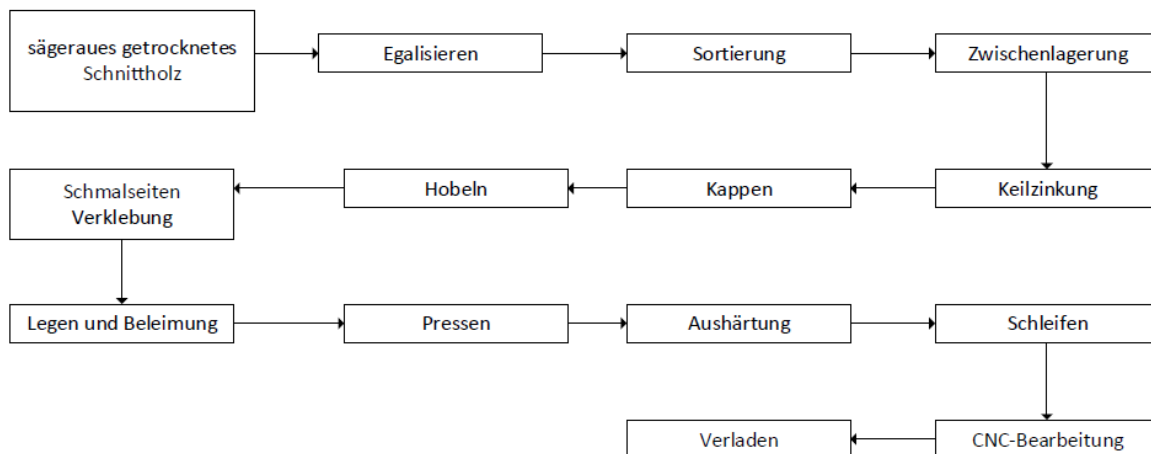 sägeraues getrocknetes
Schnittholz
Egalisieren
Sortierung
Zwischenlagerung
Keilzinkung
Kappen
Hobeln
Schmalseiten
Verklebung
Legen und Beleimung
Pressen
Aushärtung
Schleifen
CNC-Bearbeitung
Verladen